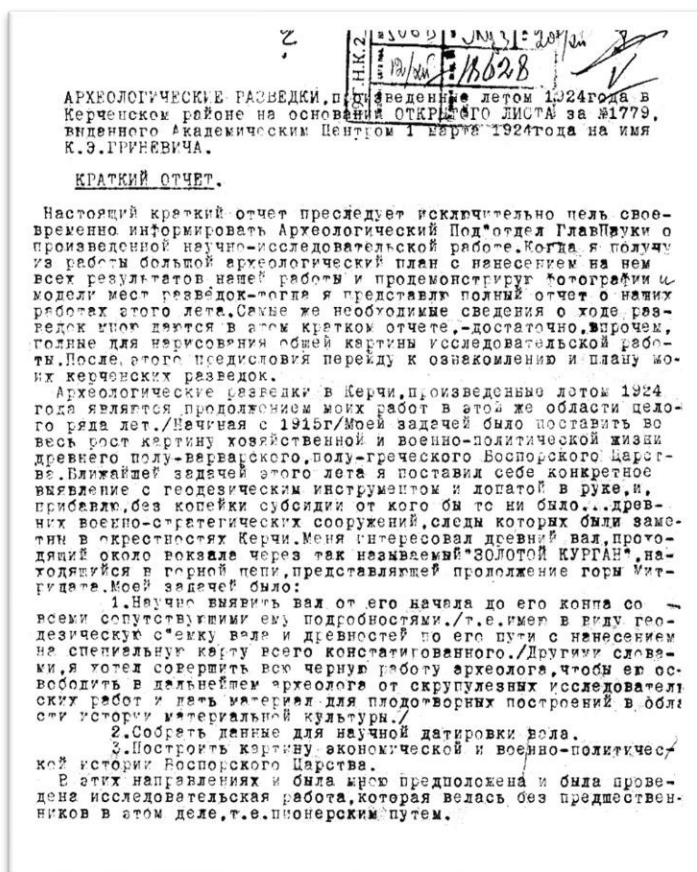 Г.Н.К. 2
12/XII
18628
АРХЕОЛОГИЧЕСКИЕ РАЗВЕДКИ, произведенные летом 1924года в
Керченском районе на основании ОТКРЫТОГО ЛИСТА за №1779,
выданного Академическим Центром 1 марта 1924года на имя
К.Э.ГРИНЕВИЧА.
КРАТКИЙ ОТЧЕТ.
Настоящий краткий отчет преследует исключительно цель свое-
временно информировать Археологический Под"отдел ГлавНауки о
произведенной научно-исследовательской работе.Когда я получу
из работы большой археологический план с нанесением на нем
всех результатов нашей работы и продемонстрирую фотографии и
модели мест разведок-тогда я представлю полный отчет о наших
работах этого лета.Самые же необходимые сведения о ходе раз-
ведок мною даются в этом кратком отчете,-достаточно,впрочем,
полные для нарисования общей картины исследовательской рабо-
ты.После,этого предисловия перейду к ознакомлению и плану мо-
их керченских разведок.
Археологические разведки в Керчи,произведенные летом 1924
года является продолжением моих работ в этой же области цело-
го ряда лет./Начиная с 1915г/Моей задачей было поставить во
весь рост картину хозяйственной и военно-политической жизни
древнего полу-варварского,полу-греческого Воспорского Царст-
ва.Ближайшей задачей этого лета я поставил себе конкретное
выявление с геодезическим инструментом и лопатой в руке,и,
прибавлю,без копейки субсидии от кого бы то ни было...древ-
них военно-стратегических сооружений,следы которых были заме-
тны в окрестностях Керчи.Меня интересовал древний вал,прохо-
дящий около вокзала через так называемый"ЗОЛОТОЙ КУРГАН",на-
ходящуйся в горной цепи,представляющей продолжение горы Мит-
ридата.Моей задачей было:
1.Научно выявить вал от его начала до его конца со
всеми сопутствующими ему подробностями./т.е.имею в виду гео-
дезическую с"емку вала и древностей по его пути с нанесением
на специальную карту всего констатированного./Другими слова-
ми,я хотел совершить всю черную работу археолога,чтобы ею ос-
вободить в дальнейшем археолога от скрупулезных исследователь
ских работ и дать материал для плодотворных построений в обла
сти истории материальной культуры./
2.Собрать данные для научной датировки вала.
3.Построить картину экономической и военно-политичес-
кой истории Воспорского Царства.
В этих направлениях и была мною предположена и была прове-
дена исследовательская работа,которая велась без предшествен-
ников в этом деле,т.е.пионерским путем.